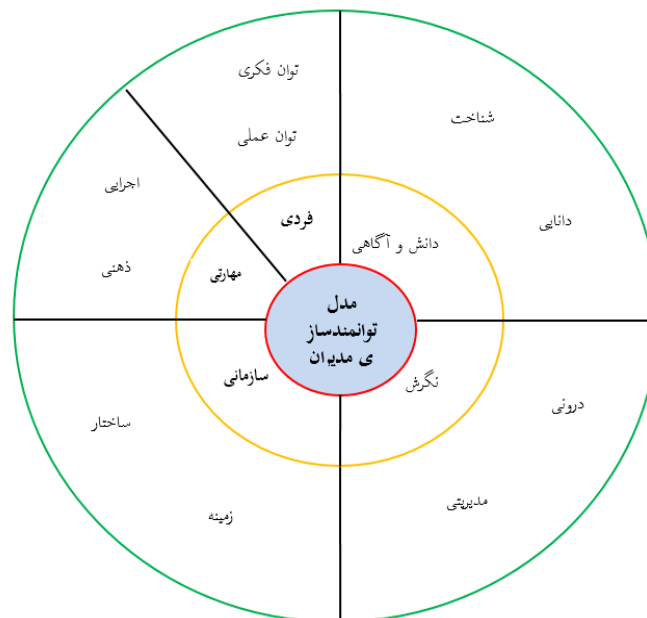 توان فکری
شناخت
توان عملی
اجرایی
فردی
دانایی
دانش و آگاهی
ذهنی
مهارتی
مدل
توانمندساز
ی مدیران
سازمانی
نگرش
درونی
ساختار
مدیریتی
زمینه